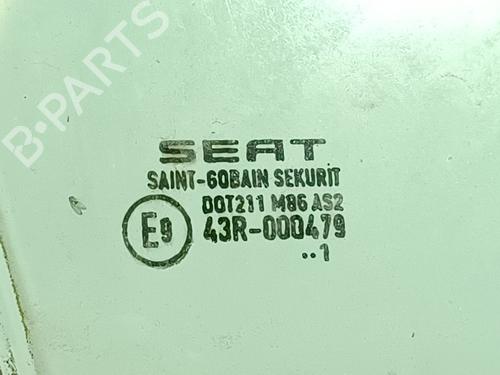 B-PARTS
SEAT
SAINT-GOBAIN SEKURIT
DOT211 M86 AS2
E9 43R-000479
..1